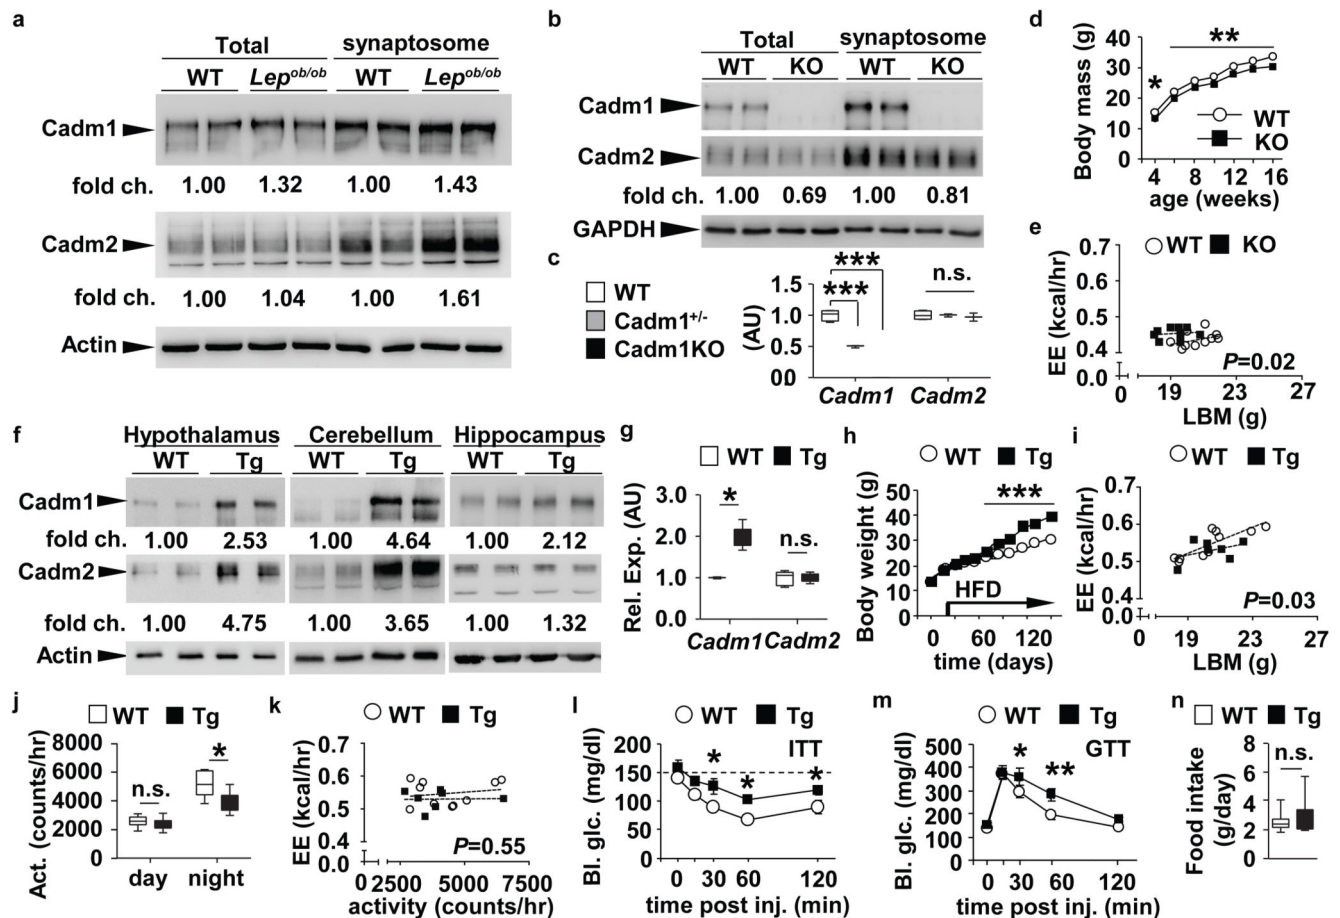 a
Total synaptosome
WT Lep^ob/ob WT Lep^ob/ob
Cadm1
fold ch. 1.00 1.32 1.00 1.43
Cadm2
fold ch. 1.00 1.04 1.00 1.61
Actin
b
Total synaptosome
WT KO WT KO
Cadm1
Cadm2
fold ch. 1.00 0.69 1.00 0.81
GAPDH
c
WT
Cadm1^+/-
Cadm1KO
(AU)
1.5
1.0
0.5
0.0
*** *** n.s.
Cadm1 Cadm2
d
Body mass (g)
40
30
20
10
0
* **
WT
KO
4 8 12 16
age (weeks)
e
WT KO
EE (kcal/hr)
0.7
0.6
0.5
0.4
0.0
P=0.02
0 19 23 27
LBM (g)
f
Hypothalamus Cerebellum Hippocampus
WT Tg WT Tg WT Tg
Cadm1
fold ch. 1.00 2.53 1.00 4.64 1.00 2.12
Cadm2
fold ch. 1.00 4.75 1.00 3.65 1.00 1.32
Actin
g
WT Tg
Rel. Exp. (AU)
3.0
2.0
1.0
0.0
* n.s.
Cadm1 Cadm2
h
WT Tg
Body weight (g)
50
40
30
20
10
0
***
HFD
0 60 120
time (days)
i
WT Tg
EE (kcal/hr)
0.7
0.6
0.5
0.4
0.0
P=0.03
0 19 23 27
LBM (g)
j
WT Tg
Act. (counts/hr)
8000
6000
4000
2000
0
n.s. *
day night
k
WT Tg
EE (kcal/hr)
0.7
0.6
0.5
0.4
0.0
P=0.55
0 2500 5000 7500
activity (counts/hr)
l
WT Tg
Bl. glc. (mg/dl)
200
150
100
50
0
ITT
* * *
0 30 60 120
time post inj. (min)
m
WT Tg
Bl. glc. (mg/dl)
500
400
300
200
100
0
GTT
* **
0 30 60 120
time post inj. (min)
n
WT Tg
Food intake
(g/day)
8
6
4
2
0
n.s.